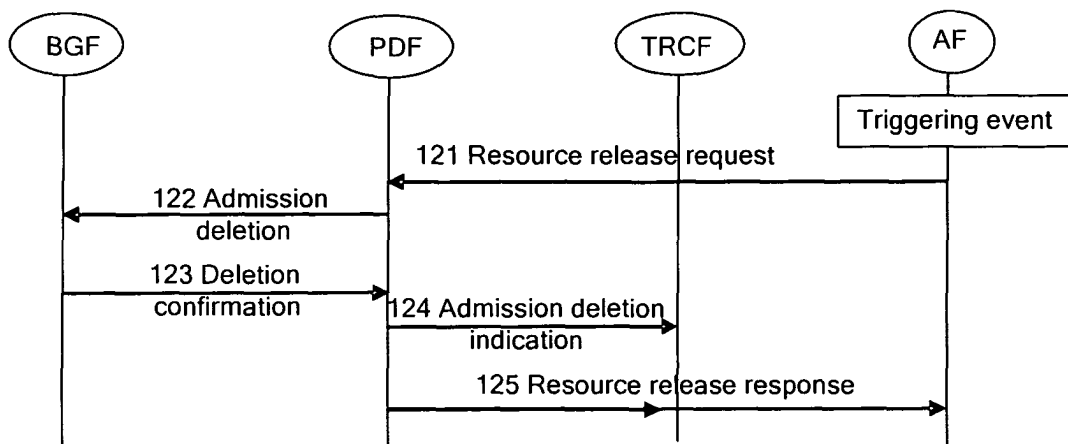 BGF
PDF
TRCF
AF
Triggering event
121 Resource release request
122 Admission
deletion
123 Deletion
confirmation
124 Admission deletion
indication
125 Resource release response